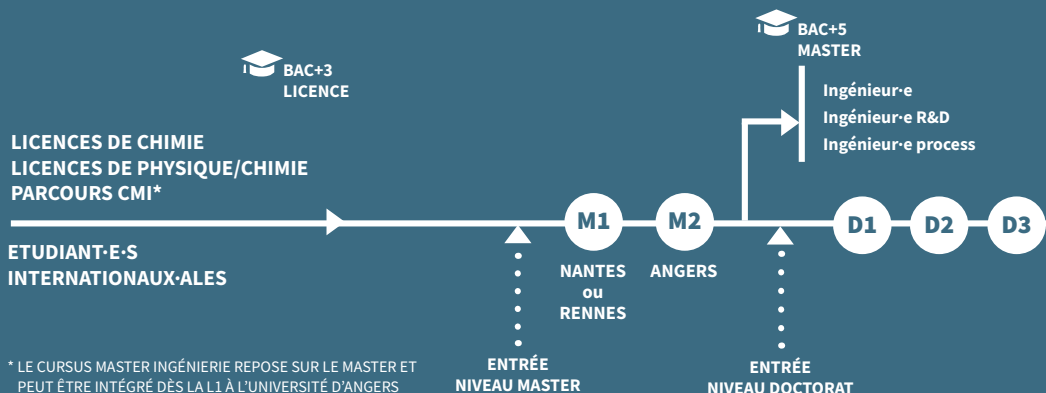 BAC+3
LICENCE
BAC+5
MASTER
Ingénieur·e
Ingénieur·e R&D
Ingénieur·e process
LICENCES DE CHIMIE
LICENCES DE PHYSIQUE/CHIMIE
PARCOURS CMI*
M1
M2
D1
D2
D3
ETUDIANT·E·S
INTERNATIONAUX·ALES
NANTES
ou
RENNES
ANGERS
ENTRÉE
NIVEAU MASTER
ENTRÉE
NIVEAU DOCTORAT
* LE CURSUS MASTER INGÉNIERIE REPOSE SUR LE MASTER ET
PEUT ÊTRE INTÉGRÉ DÈS LA L1 À L'UNIVERSITÉ D'ANGERS